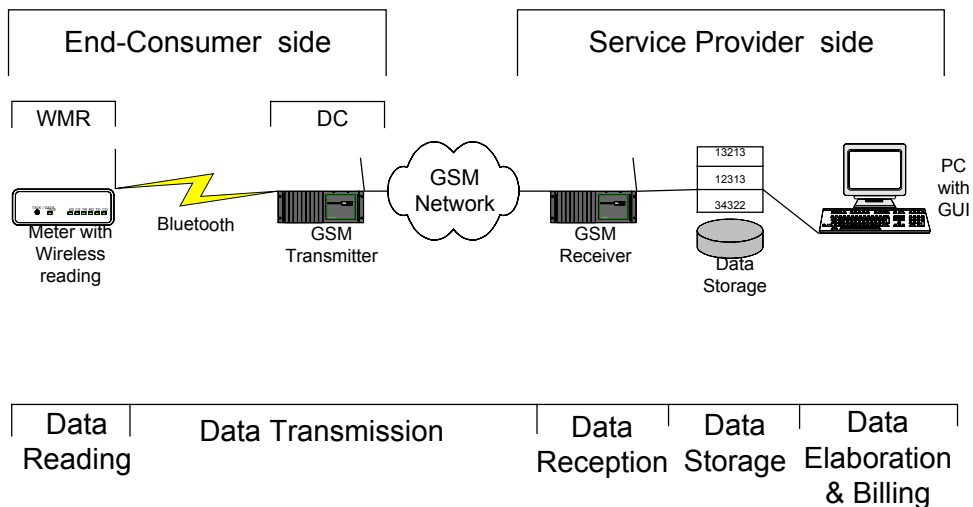 End-Consumer side
Service Provider side
WMR
DC
Meter with
Wireless
reading
Bluetooth
GSM
Transmitter
GSM
Network
GSM
Receiver
13213
12313
34322
Data
Storage
PC
with
GUI
Data
Reading
Data Transmission
Data
Reception
Data
Storage
Data
Elaboration
& Billing